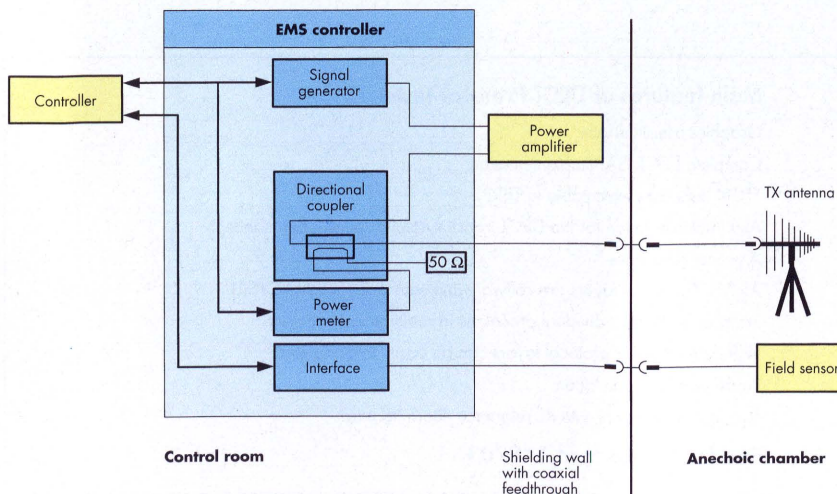 EMS controller
Controller
Signal
generator
Power
amplifier
Directional
coupler
TX antenna
50 Ω
Power
meter
Interface
Field sensor
Control room
Shielding wall
with coaxial
feedthrough
Anechoic chamber